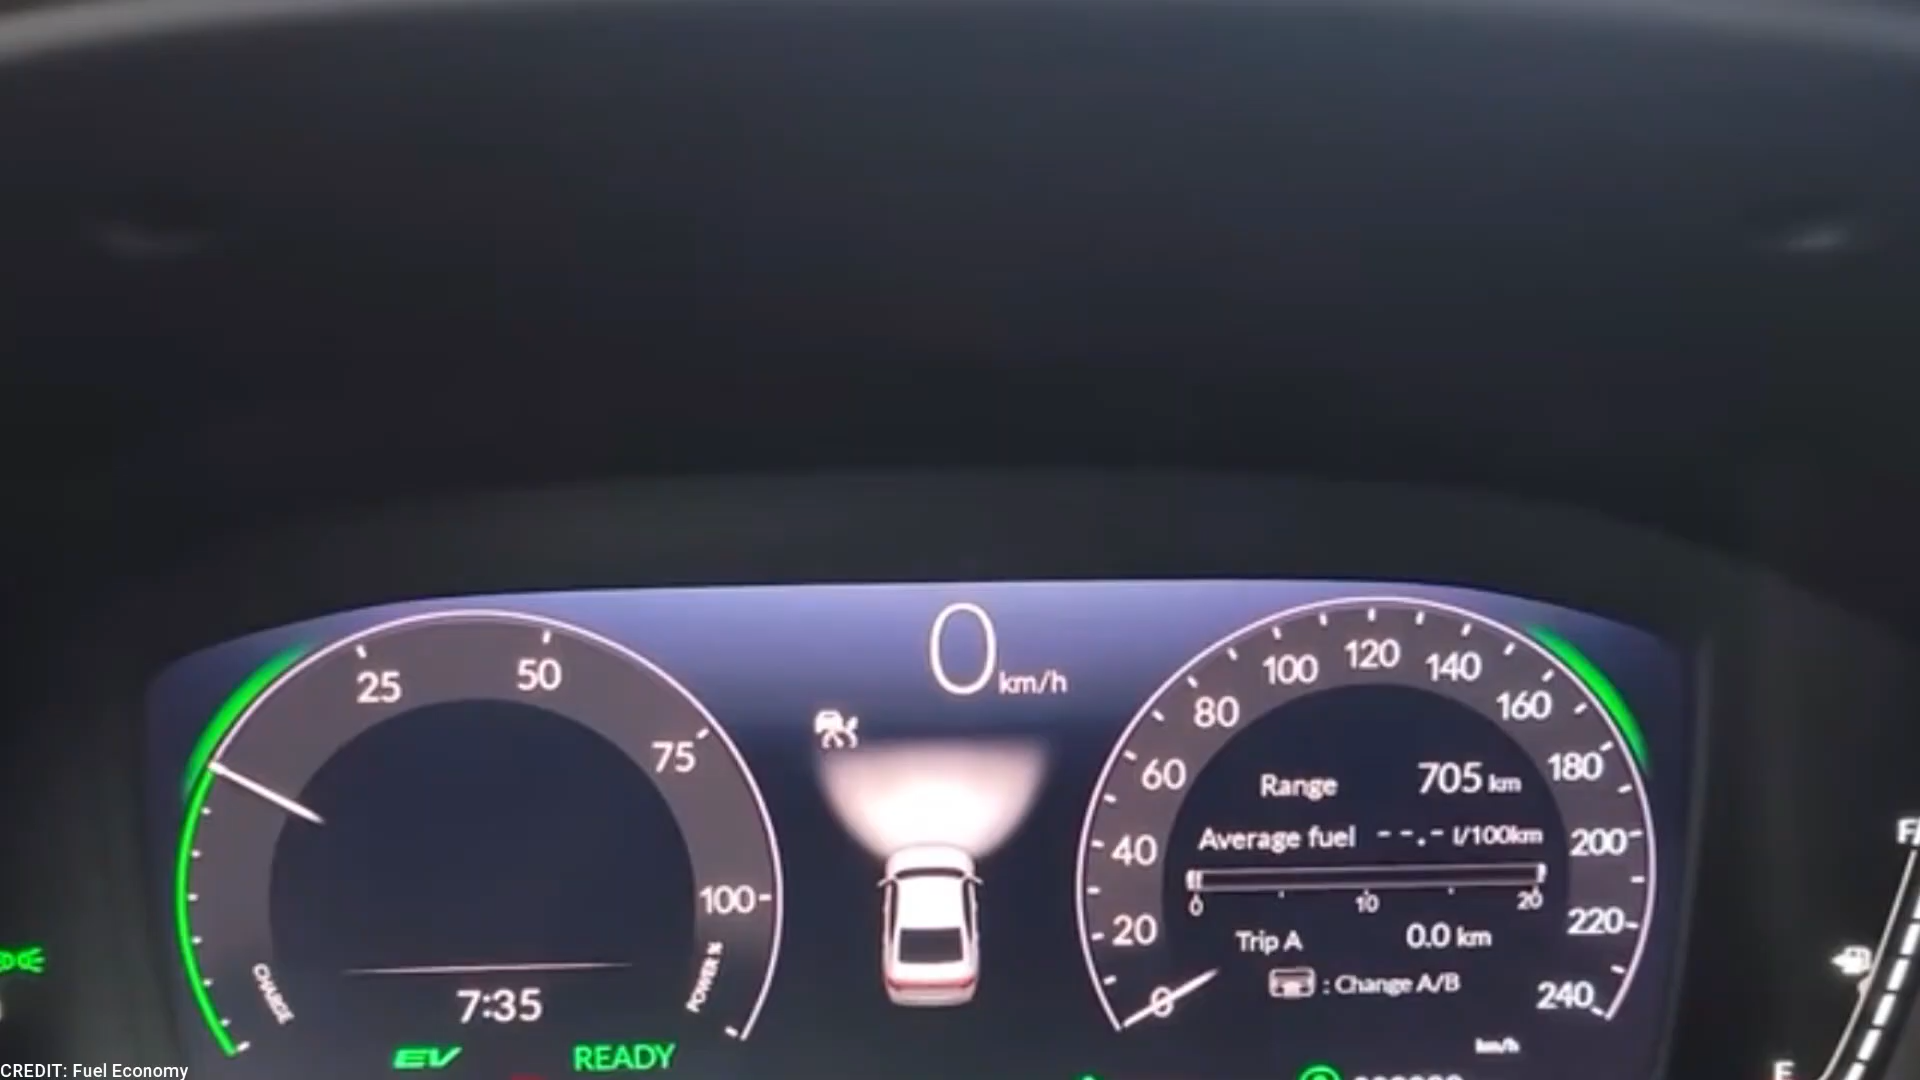 0 km/h
25
50
75
100
CHARGE
POWER %
7:35
EV READY
0
20
40
60
80
100
120
140
160
180
200
220
240
km/h
Range 705 km
Average fuel --.- l/100km
0 10 20
Trip A 0.0 km
: Change A/B
F
E
CREDIT: Fuel Economy